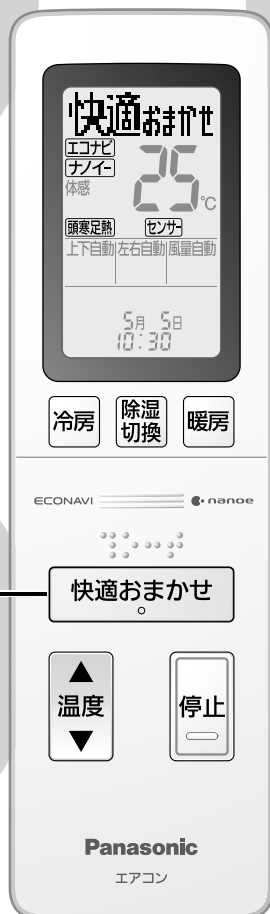 快適おまかせ
エコナビ
ナノイー
体感 25℃
頭寒足熱 センサー
上下自動 左右自動 風量自動
5月 5日
10:30
冷房 除湿切換 暖房
ECONAVI nanoe
快適おまかせ
温度 停止
Panasonic
エアコン